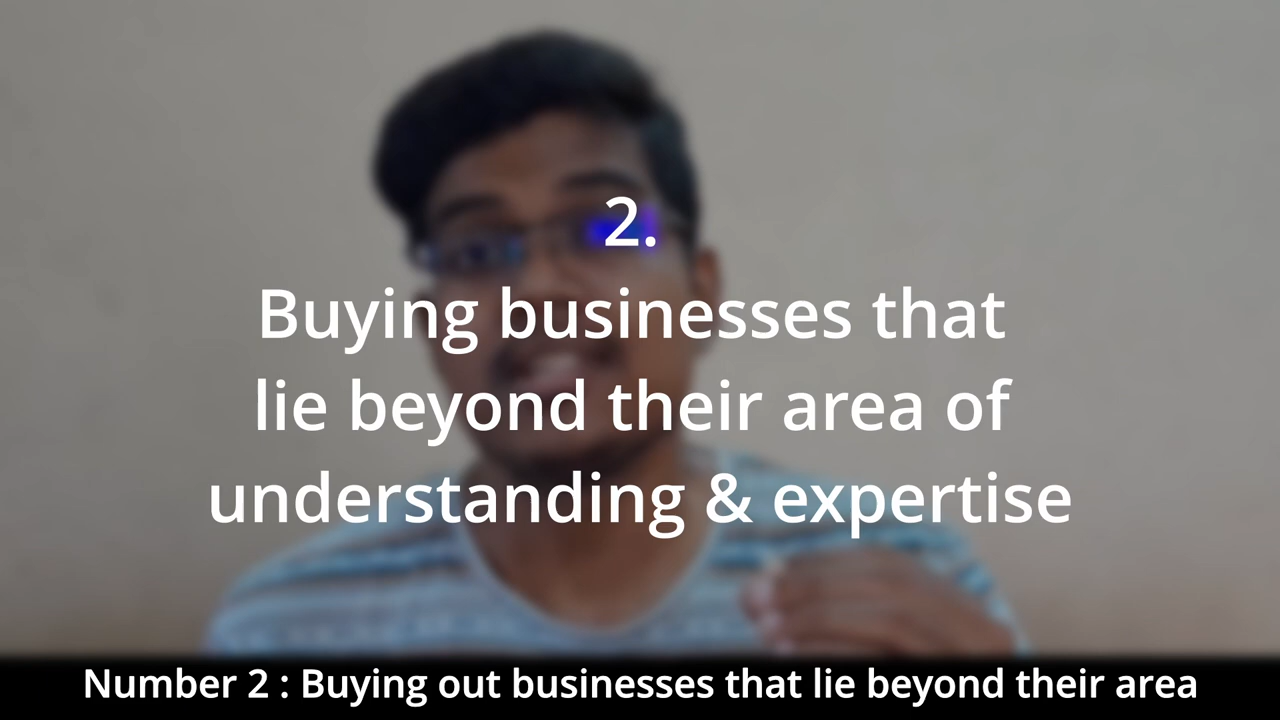 2.
Buying businesses that
lie beyond their area of
understanding & expertise
Number 2 : Buying out businesses that lie beyond their area